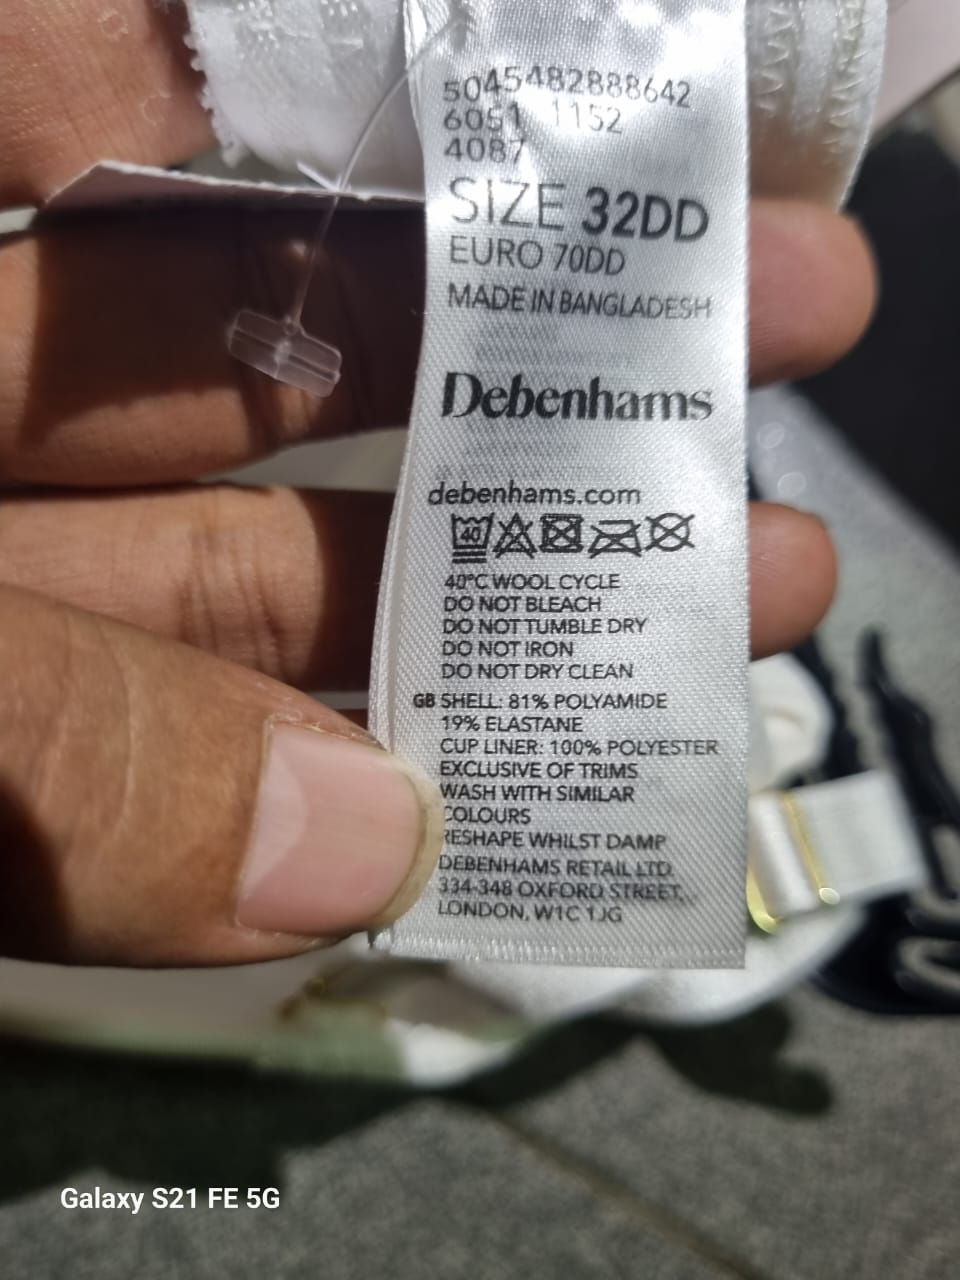 5045482888642
6051 1152
4087
SIZE 32DD
EURO 70DD
MADE IN BANGLADESH
Debenhams
debenhams.com
40
40°C WOOL CYCLE
DO NOT BLEACH
DO NOT TUMBLE DRY
DO NOT IRON
DO NOT DRY CLEAN
GB SHELL: 81% POLYAMIDE
19% ELASTANE
CUP LINER: 100% POLYESTER
EXCLUSIVE OF TRIMS
WASH WITH SIMILAR
COLOURS
RESHAPE WHILST DAMP
DEBENHAMS RETAIL LTD
334-348 OXFORD STREET,
LONDON, W1C 1JG
Galaxy S21 FE 5G